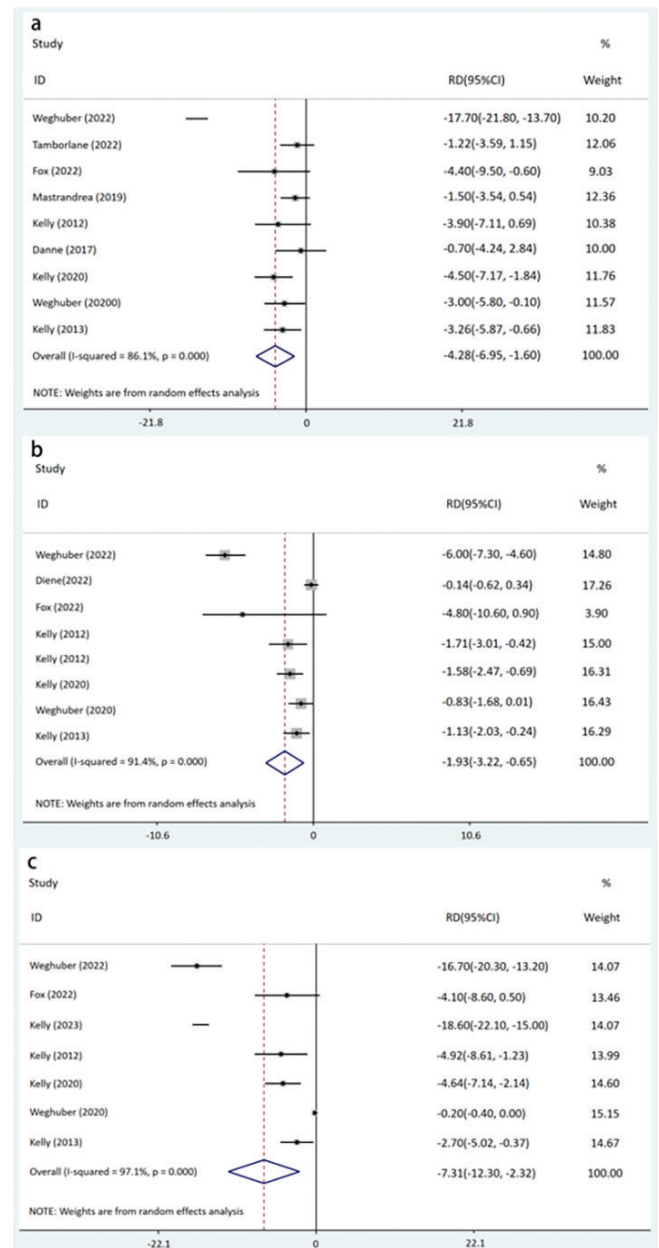 a
Study %
ID RD(95%CI) Weight
Weghuber (2022) -17.70(-21.80, -13.70) 10.20
Tamborlane (2022) -1.22(-3.59, 1.15) 12.06
Fox (2022) -4.40(-9.50, -0.60) 9.03
Mastrandrea (2019) -1.50(-3.54, 0.54) 12.36
Kelly (2012) -3.90(-7.11, 0.69) 10.38
Danne (2017) -0.70(-4.24, 2.84) 10.00
Kelly (2020) -4.50(-7.17, -1.84) 11.76
Weghuber (20200) -3.00(-5.80, -0.10) 11.57
Kelly (2013) -3.26(-5.87, -0.66) 11.83
Overall (I-squared = 86.1%, p = 0.000) -4.28(-6.95, -1.60) 100.00
NOTE: Weights are from random effects analysis
-21.8 0 21.8
b
Study %
ID RD(95%CI) Weight
Weghuber (2022) -6.00(-7.30, -4.60) 14.80
Diene(2022) -0.14(-0.62, 0.34) 17.26
Fox (2022) -4.80(-10.60, 0.90) 3.90
Kelly (2012) -1.71(-3.01, -0.42) 15.00
Kelly (2012)
-1.58(-2.47, -0.69) 16.31
Kelly (2020)
-0.83(-1.68, 0.01) 16.43
Weghuber (2020)
Kelly (2013) -1.13(-2.03, -0.24) 16.29
Overall (I-squared = 91.4%, p = 0.000) -1.93(-3.22, -0.65) 100.00
NOTE: Weights are from random effects analysis
-10.6 0 10.6
c
Study %
ID RD(95%CI) Weight
Weghuber (2022) -16.70(-20.30, -13.20) 14.07
Fox (2022) -4.10(-8.60, 0.50) 13.46
Kelly (2023) -18.60(-22.10, -15.00) 14.07
Kelly (2012) -4.92(-8.61, -1.23) 13.99
Kelly (2020) -4.64(-7.14, -2.14) 14.60
Weghuber (2020) -0.20(-0.40, 0.00) 15.15
Kelly (2013) -2.70(-5.02, -0.37) 14.67
Overall (I-squared = 97.1%, p = 0.000) -7.31(-12.30, -2.32) 100.00
NOTE: Weights are from random effects analysis
-22.1 0 22.1